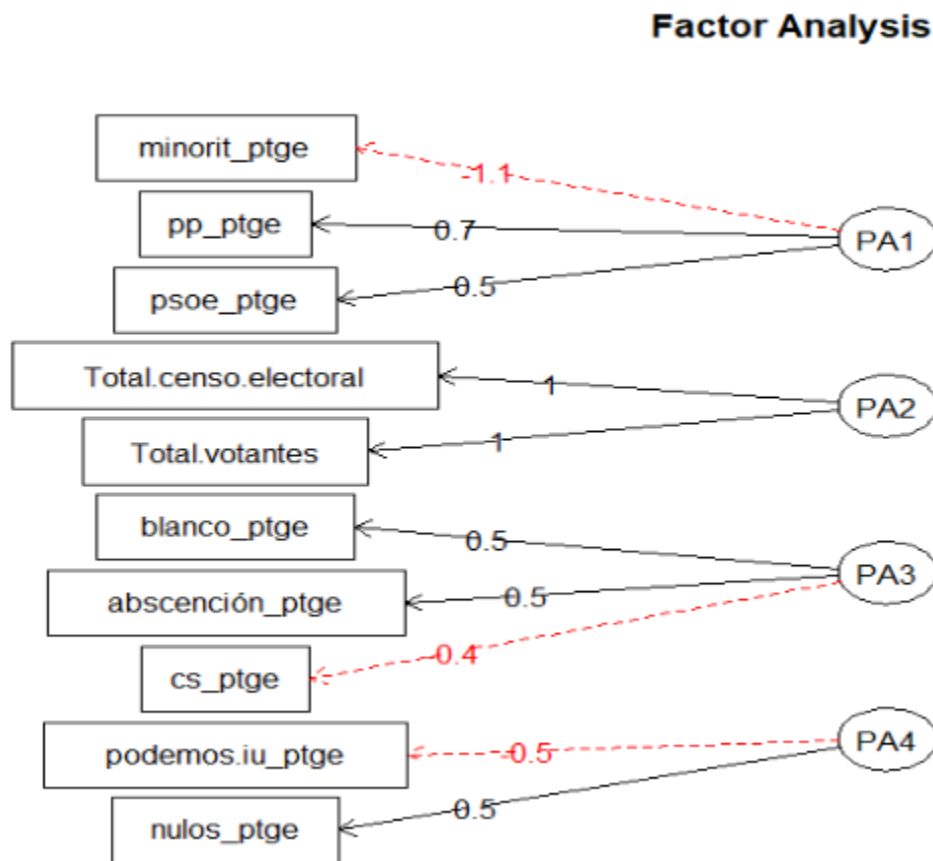 Factor Analysis
minorit_ptge
-1.1
pp_ptge
0.7
PA1
psoe_ptge
0.5
Total.censo.electoral
1
PA2
Total.votantes
1
blanco_ptge
0.5
PA3
abscención_ptge
0.5
cs_ptge
-0.4
podemos.iu_ptge
-0.5
PA4
nulos_ptge
0.5